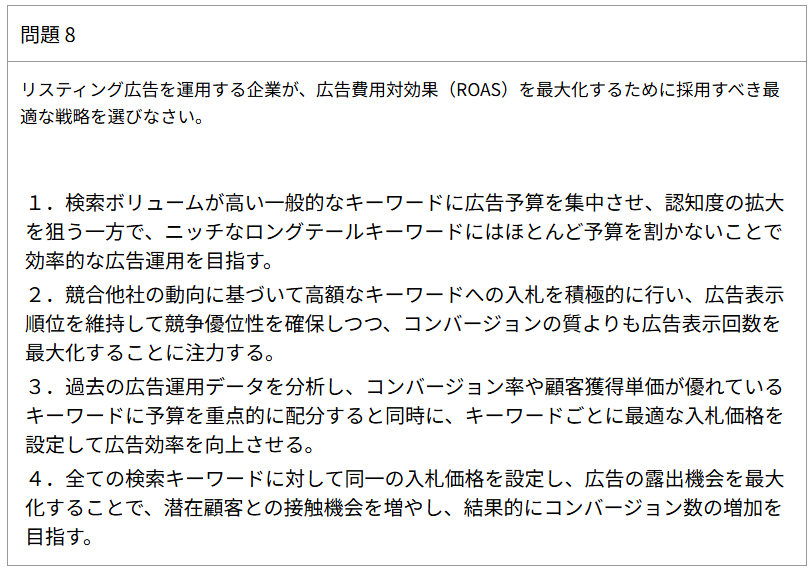 問題 8
リスティング広告を運用する企業が、広告費用対効果（ROAS）を最大化するために採用すべき最
適な戦略を選びなさい。
１．検索ボリュームが高い一般的なキーワードに広告予算を集中させ、認知度の拡大
を狙う一方で、ニッチなロングテールキーワードにはほとんど予算を割かないことで
効率的な広告運用を目指す。
２．競合他社の動向に基づいて高額なキーワードへの入札を積極的に行い、広告表示
順位を維持して競争優位性を確保しつつ、コンバージョンの質よりも広告表示回数を
最大化することに注力する。
３．過去の広告運用データを分析し、コンバージョン率や顧客獲得単価が優れている
キーワードに予算を重点的に配分すると同時に、キーワードごとに最適な入札価格を
設定して広告効率を向上させる。
４．全ての検索キーワードに対して同一の入札価格を設定し、広告の露出機会を最大
化することで、潜在顧客との接触機会を増やし、結果的にコンバージョン数の増加を
目指す。